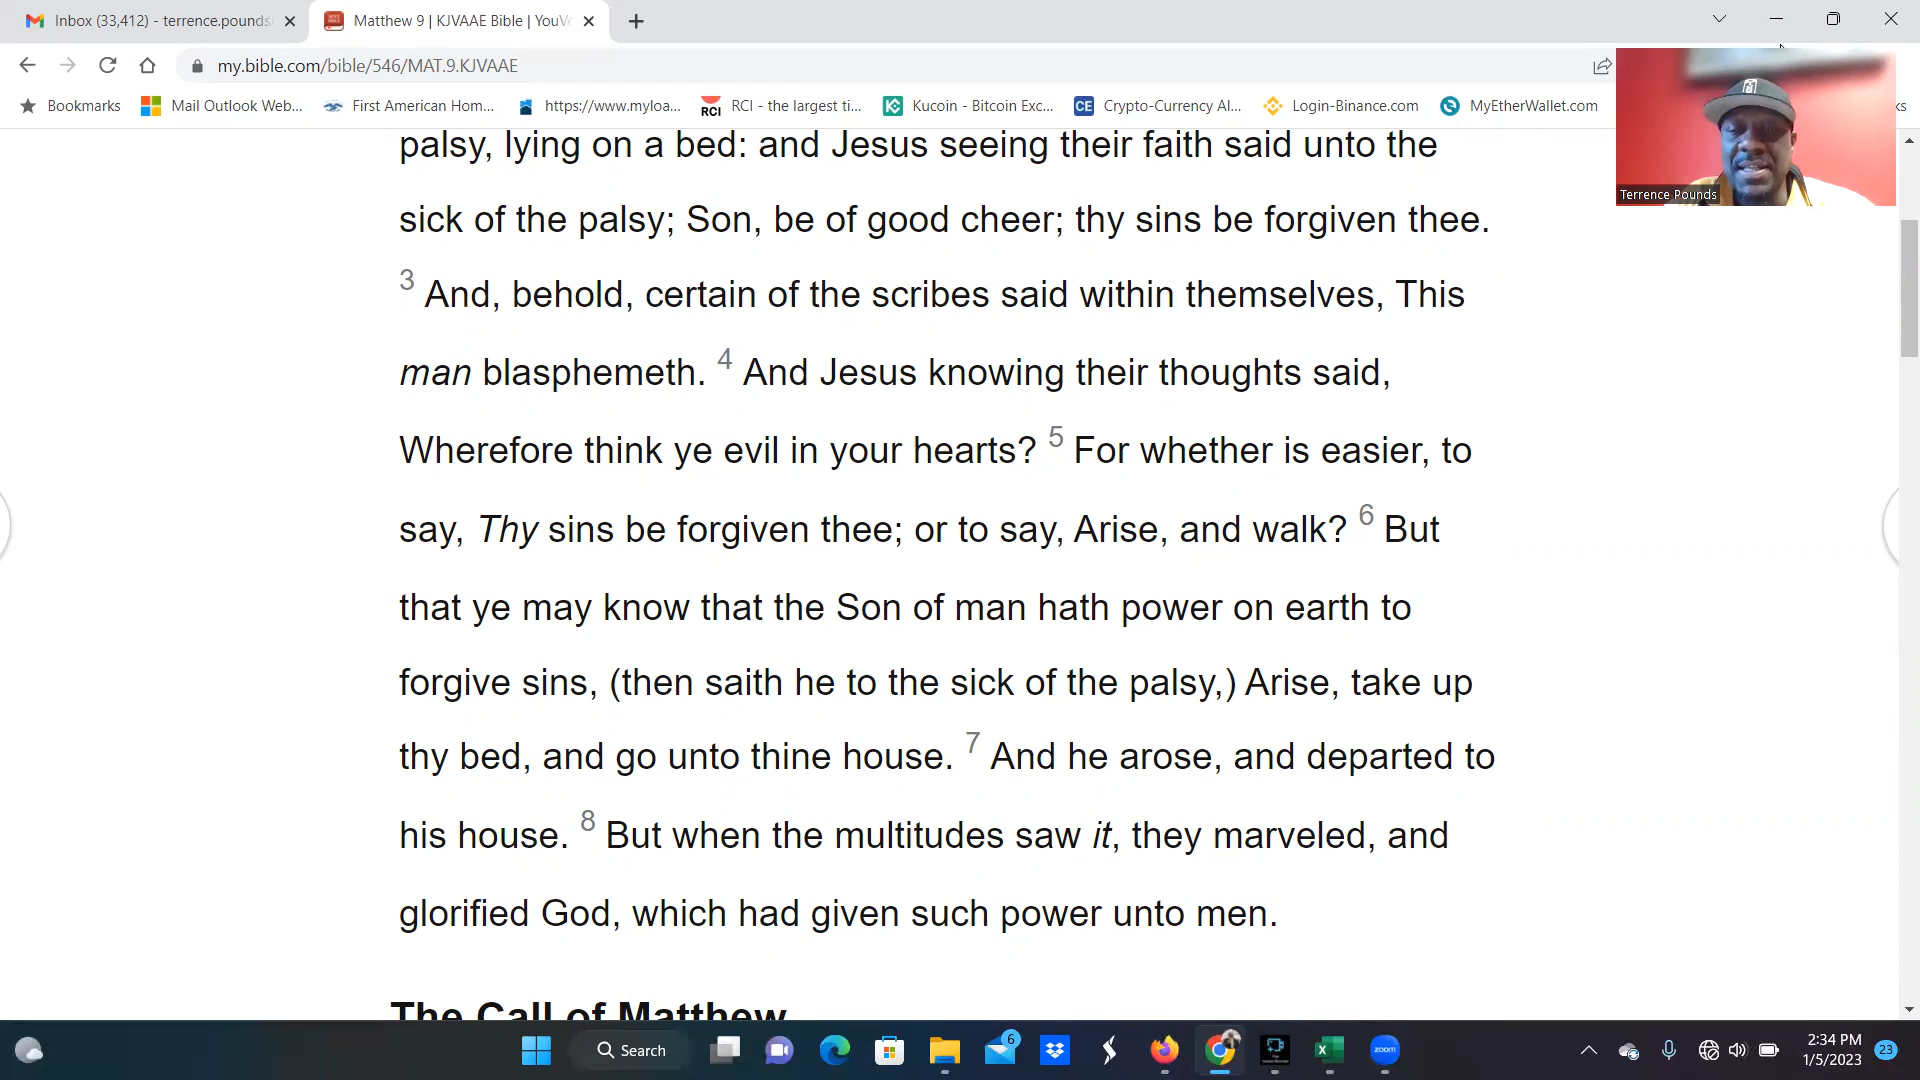 Inbox (33,412) - terrence.pounds
Matthew 9 | KJVAAE Bible | YouV
my.bible.com/bible/546/MAT.9.KJVAAE
Bookmarks
Mail Outlook Web...
First American Hom...
https://www.myloa...
RCI
RCI - the largest ti...
Kucoin - Bitcoin Exc...
CE
Crypto-Currency Al...
Login-Binance.com
MyEtherWallet.com
ks
Terrence Pounds
palsy, lying on a bed: and Jesus seeing their faith said unto the
sick of the palsy; Son, be of good cheer; thy sins be forgiven thee.
3 And, behold, certain of the scribes said within themselves, This
man blasphemeth. 4 And Jesus knowing their thoughts said,
Wherefore think ye evil in your hearts? 5 For whether is easier, to
say, Thy sins be forgiven thee; or to say, Arise, and walk? 6 But
that ye may know that the Son of man hath power on earth to
forgive sins, (then saith he to the sick of the palsy,) Arise, take up
thy bed, and go unto thine house. 7 And he arose, and departed to
his house. 8 But when the multitudes saw it, they marveled, and
glorified God, which had given such power unto men.
The Call of Matthew
Search
6
zoom
2:34 PM
1/5/2023
23